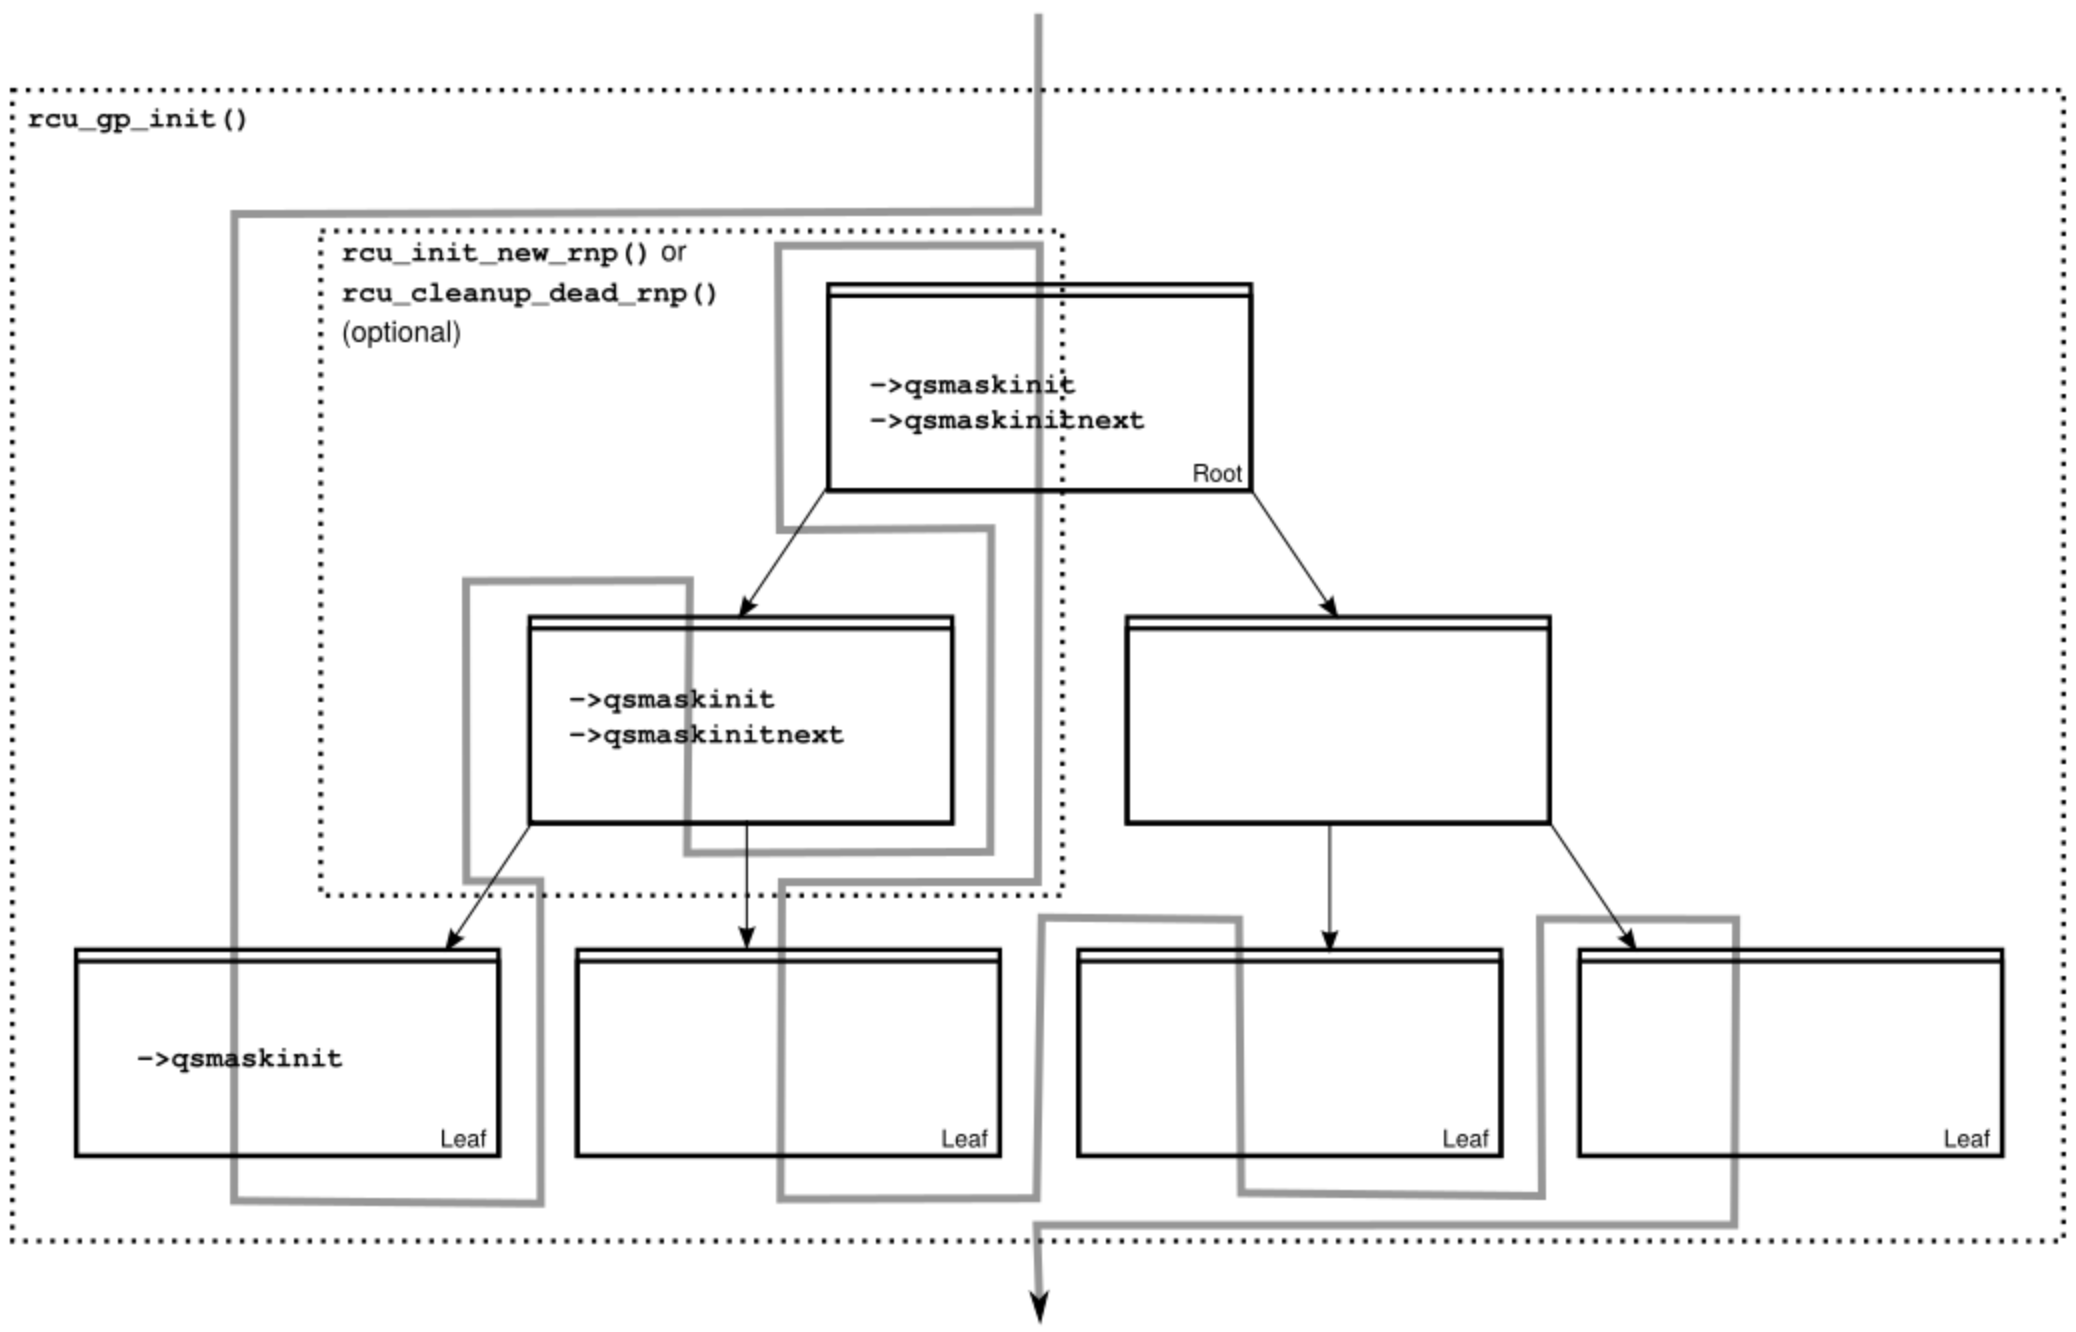 rcu_gp_init()
rcu_init_new_rnp() or
rcu_cleanup_dead_rnp()
(optional)
->qsmaskinit
->qsmaskinitnext
Root
->qsmaskinit
->qsmaskinitnext
->qsmaskinit
Leaf
Leaf
Leaf
Leaf